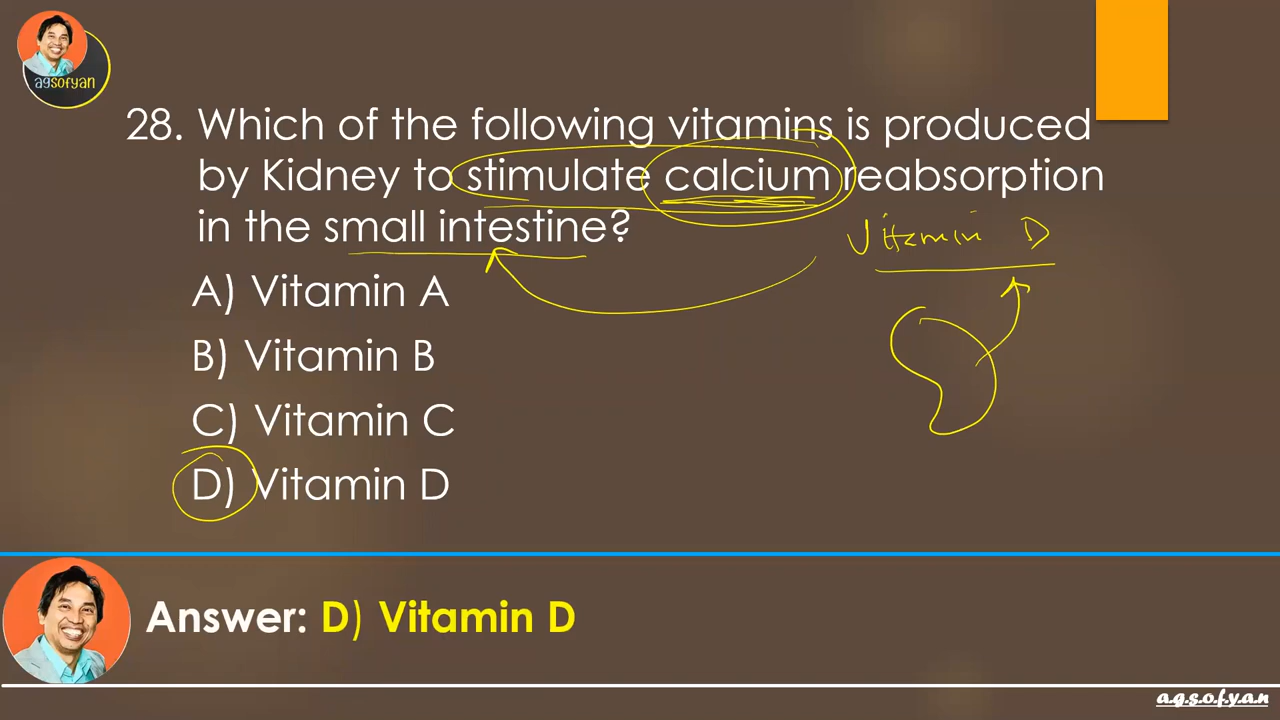 agsofyan
28. Which of the following vitamins is produced
by Kidney to stimulate calcium reabsorption
in the small intestine?
Vitamin D
A) Vitamin A
B) Vitamin B
C) Vitamin C
D) Vitamin D
Answer: D) Vitamin D
a.g.s.o.f.y.a.n